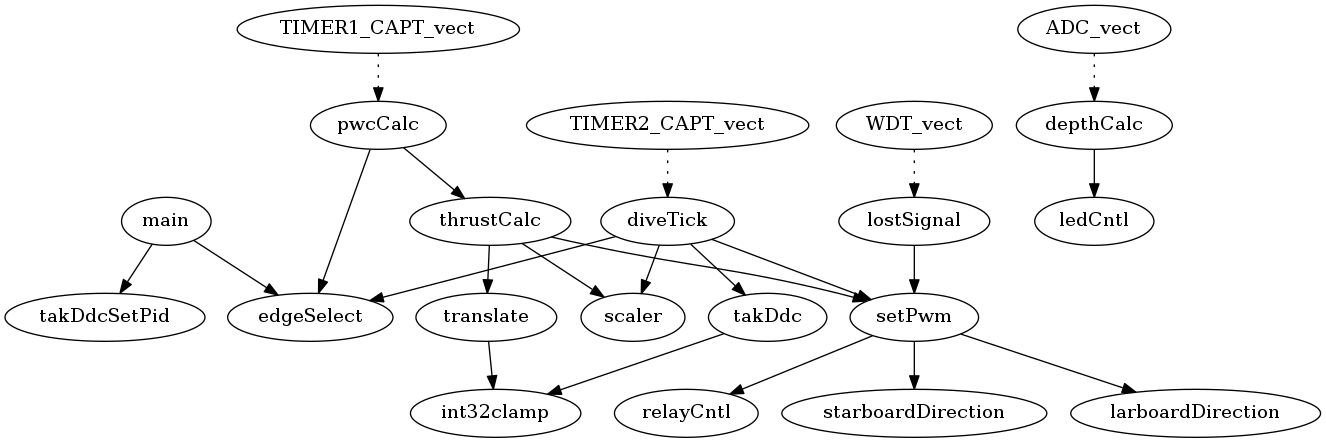 TIMER1_CAPT_vect
ADC_vect
pwcCalc
TIMER2_CAPT_vect
WDT_vect
depthCalc
main
thrustCalc
diveTick
lostSignal
ledCntl
takDdcSetPid
edgeSelect
translate
scaler
takDdc
setPwm
int32clamp
relayCntl
starboardDirection
larboardDirection